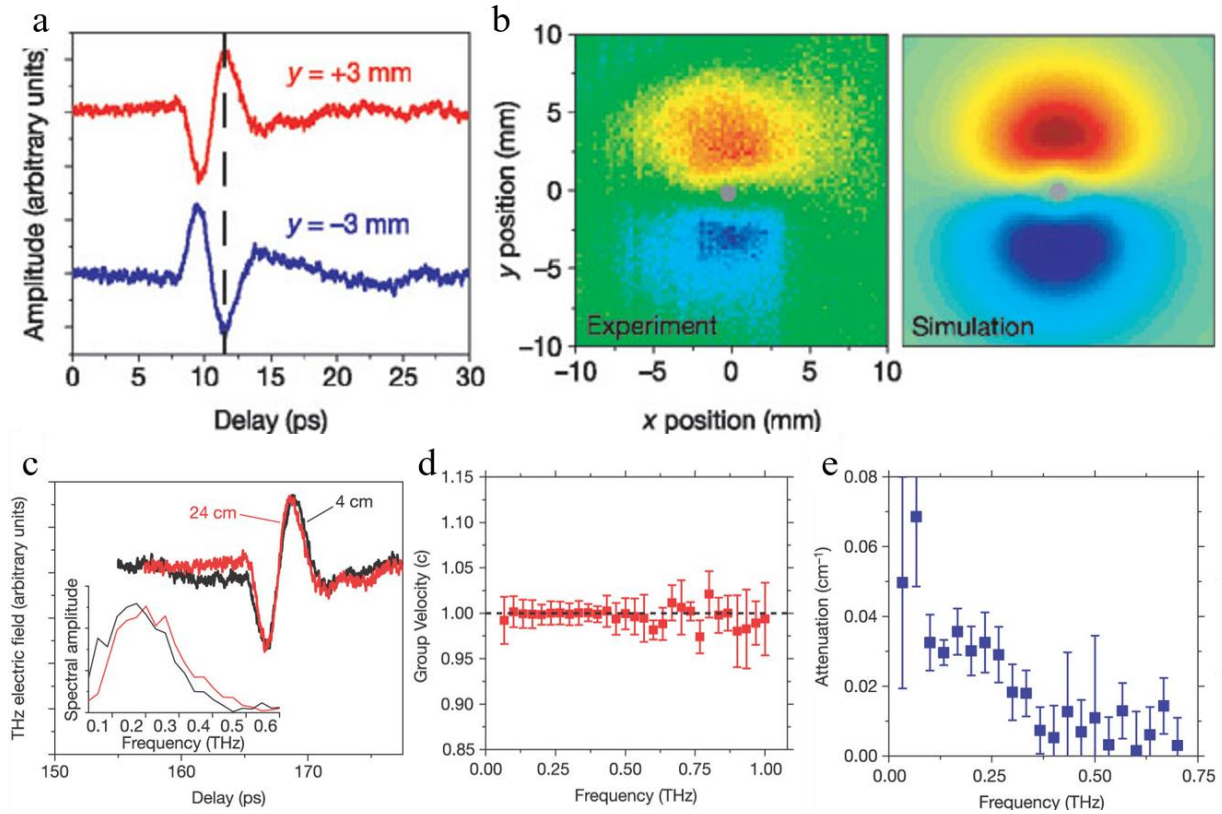 a
Amplitude (arbitrary units)
y = +3 mm
y = −3 mm
0 5 10 15 20 25 30
Delay (ps)
b
y position (mm)
10
5
0
−5
−10
Experiment
Simulation
−10 −5 0 5 10
x position (mm)
c
THz electric field (arbitrary units)
24 cm
4 cm
Spectral amplitude
0.1 0.2 0.3 0.4 0.5 0.6
Frequency (THz)
150 160 170
Delay (ps)
d
Group Velocity (c)
1.15
1.10
1.05
1.00
0.95
0.90
0.85
0.00 0.25 0.50 0.75 1.00
Frequency (THz)
e
Attenuation (cm⁻¹)
0.08
0.06
0.04
0.02
0.00
0.00 0.25 0.50 0.75
Frequency (THz)